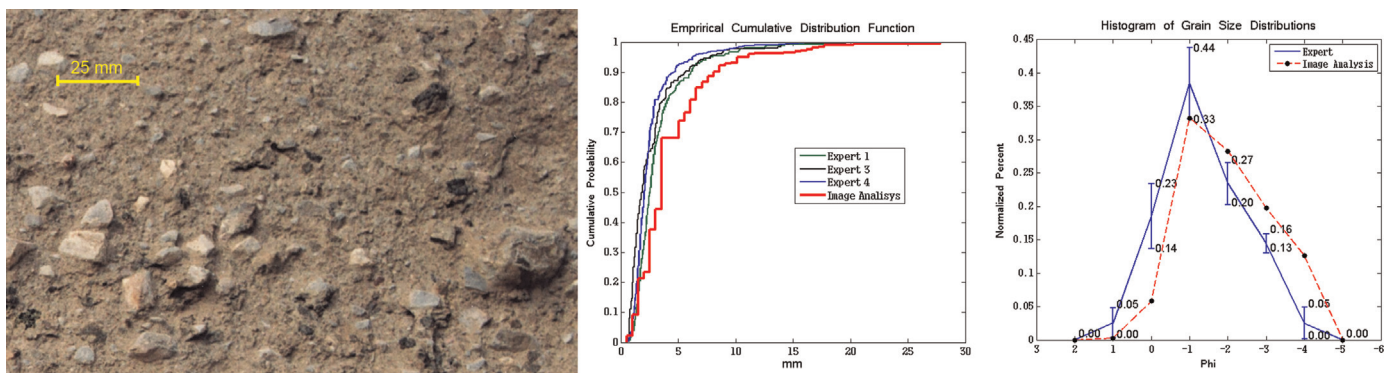 25 mm
Empirical Cumulative Distribution Function
Cumulative Probability
1
0.9
0.8
0.7
0.6
0.5
0.4
0.3
0.2
0.1
0
Expert 1
Expert 3
Expert 4
Image Analisys
0 5 10 15 20 25 30
mm
Histogram of Grain Size Distributions
Normalized Percent
0.45
0.4
0.35
0.3
0.25
0.2
0.15
0.1
0.05
0
Expert
Image Analysis
0.44
0.33
0.27
0.23
0.20
0.16
0.14
0.13
0.05
0.05
0.00
0.00
0.00
0.00
3 2 1 0 -1 -2 -3 -4 -5 -6
Phi